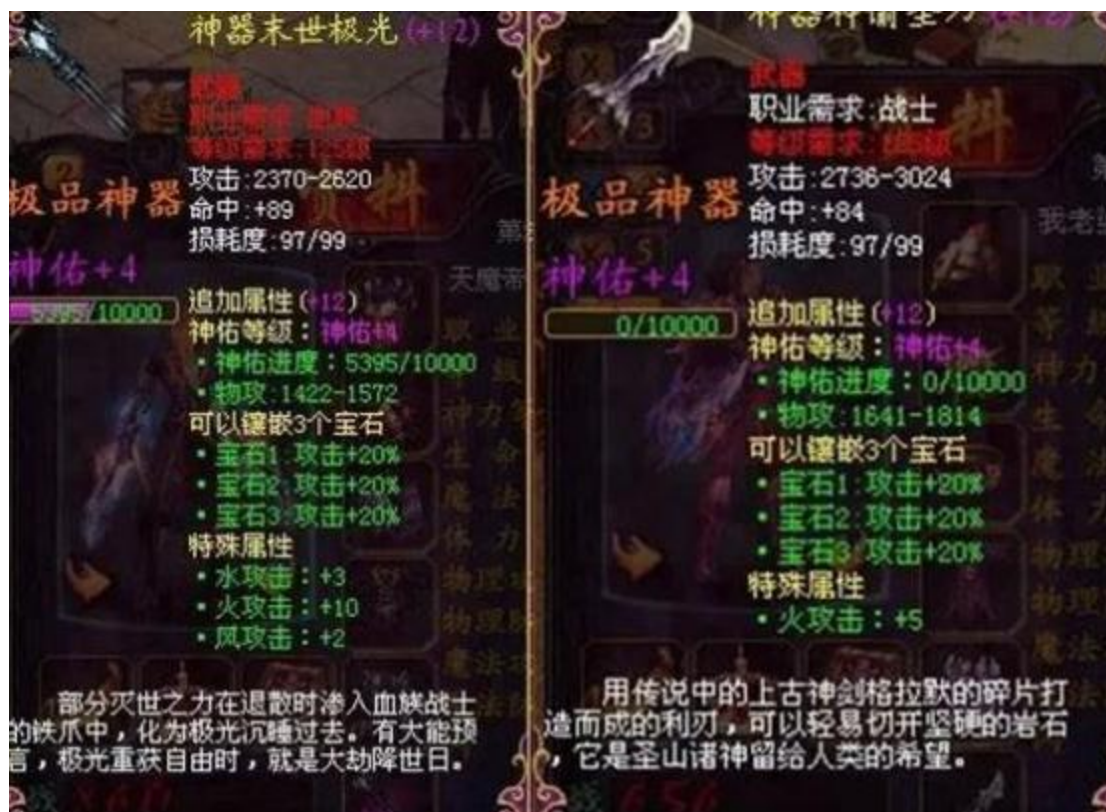 神器末世极光(+12)
武器
攻击:2370-2620
极品神器
命中:+89
损耗度:97/99
神佑+4
5395/10000
追加属性(+12)
神佑等级：神佑+4
·神佑进度：5395/10000
·物攻:1422-1572
可以镶嵌3个宝石
·宝石1:攻击+20%
·宝石2:攻击+20%
·宝石3:攻击+20%
特殊属性
·水攻击：+3
·火攻击：+10
·风攻击：+2
部分灭世之力在退散时渗入血族战士
的铁爪中，化为极光沉睡过去。有大能预
言，极光重获自由时，就是大劫降世日。
武器
职业需求:战士
攻击:2736-3024
极品神器
命中:+84
损耗度:97/99
神佑+4
0/10000
追加属性(+12)
神佑等级：神佑+4
·神佑进度：0/10000
·物攻:1641-1814
可以镶嵌3个宝石
·宝石1:攻击+20%
·宝石2:攻击+20%
·宝石3:攻击+20%
特殊属性
·火攻击：+5
用传说中的上古神剑格拉默的碎片打
造而成的利刃，可以轻易切开坚硬的岩石
，它是圣山诸神留给人类的希望。